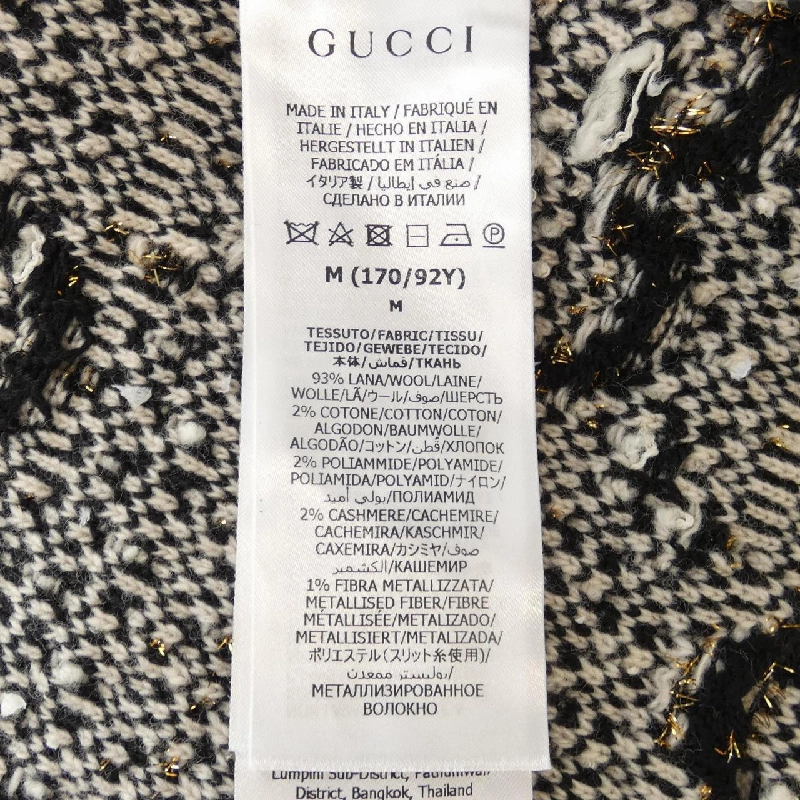 GUCCI
MADE IN ITALY / FABRIQUÉ EN
ITALIE / HECHO EN ITALIA /
HERGESTELLT IN ITALIEN /
FABRICADO EM ITÁLIA /
イタリア製 / صنع في إيطاليا /
СДЕЛАНО В ИТАЛИИ
P
M (170/92Y)
M
TESSUTO/FABRIC/TISSU/
TEJIDO/GEWEBE/TECIDO/
本体/قماش/ТКАНЬ
93% LANA/WOOL/LAINE/
WOLLE/LÃ/ウール/صوف/ШЕРСТЬ
2% COTONE/COTTON/COTON/
ALGODON/BAUMWOLLE/
ALGODÃO/コットン/قطن/ХЛОПОК
2% POLIAMMIDE/POLYAMIDE/
POLIAMIDA/POLYAMID/ナイロン/
بولي أميد/ПОЛИАМИД
2% CASHMERE/CACHEMIRE/
CACHEMIRA/KASCHMIR/
CAXEMIRA/カシミヤ/صوف
الكشمير/КАШЕМИР
1% FIBRA METALLIZZATA/
METALLISED FIBER/FIBRE
MÉTALLISÉE/METALIZADO/
METALLISIERT/METALIZADA/
ポリエステル(スリット糸使用)/
بوليستر ممعدن/
МЕТАЛЛИЗИРОВАННОЕ
ВОЛОКНО
Lumpini Sub-District, Pathumwan
District, Bangkok, Thailand